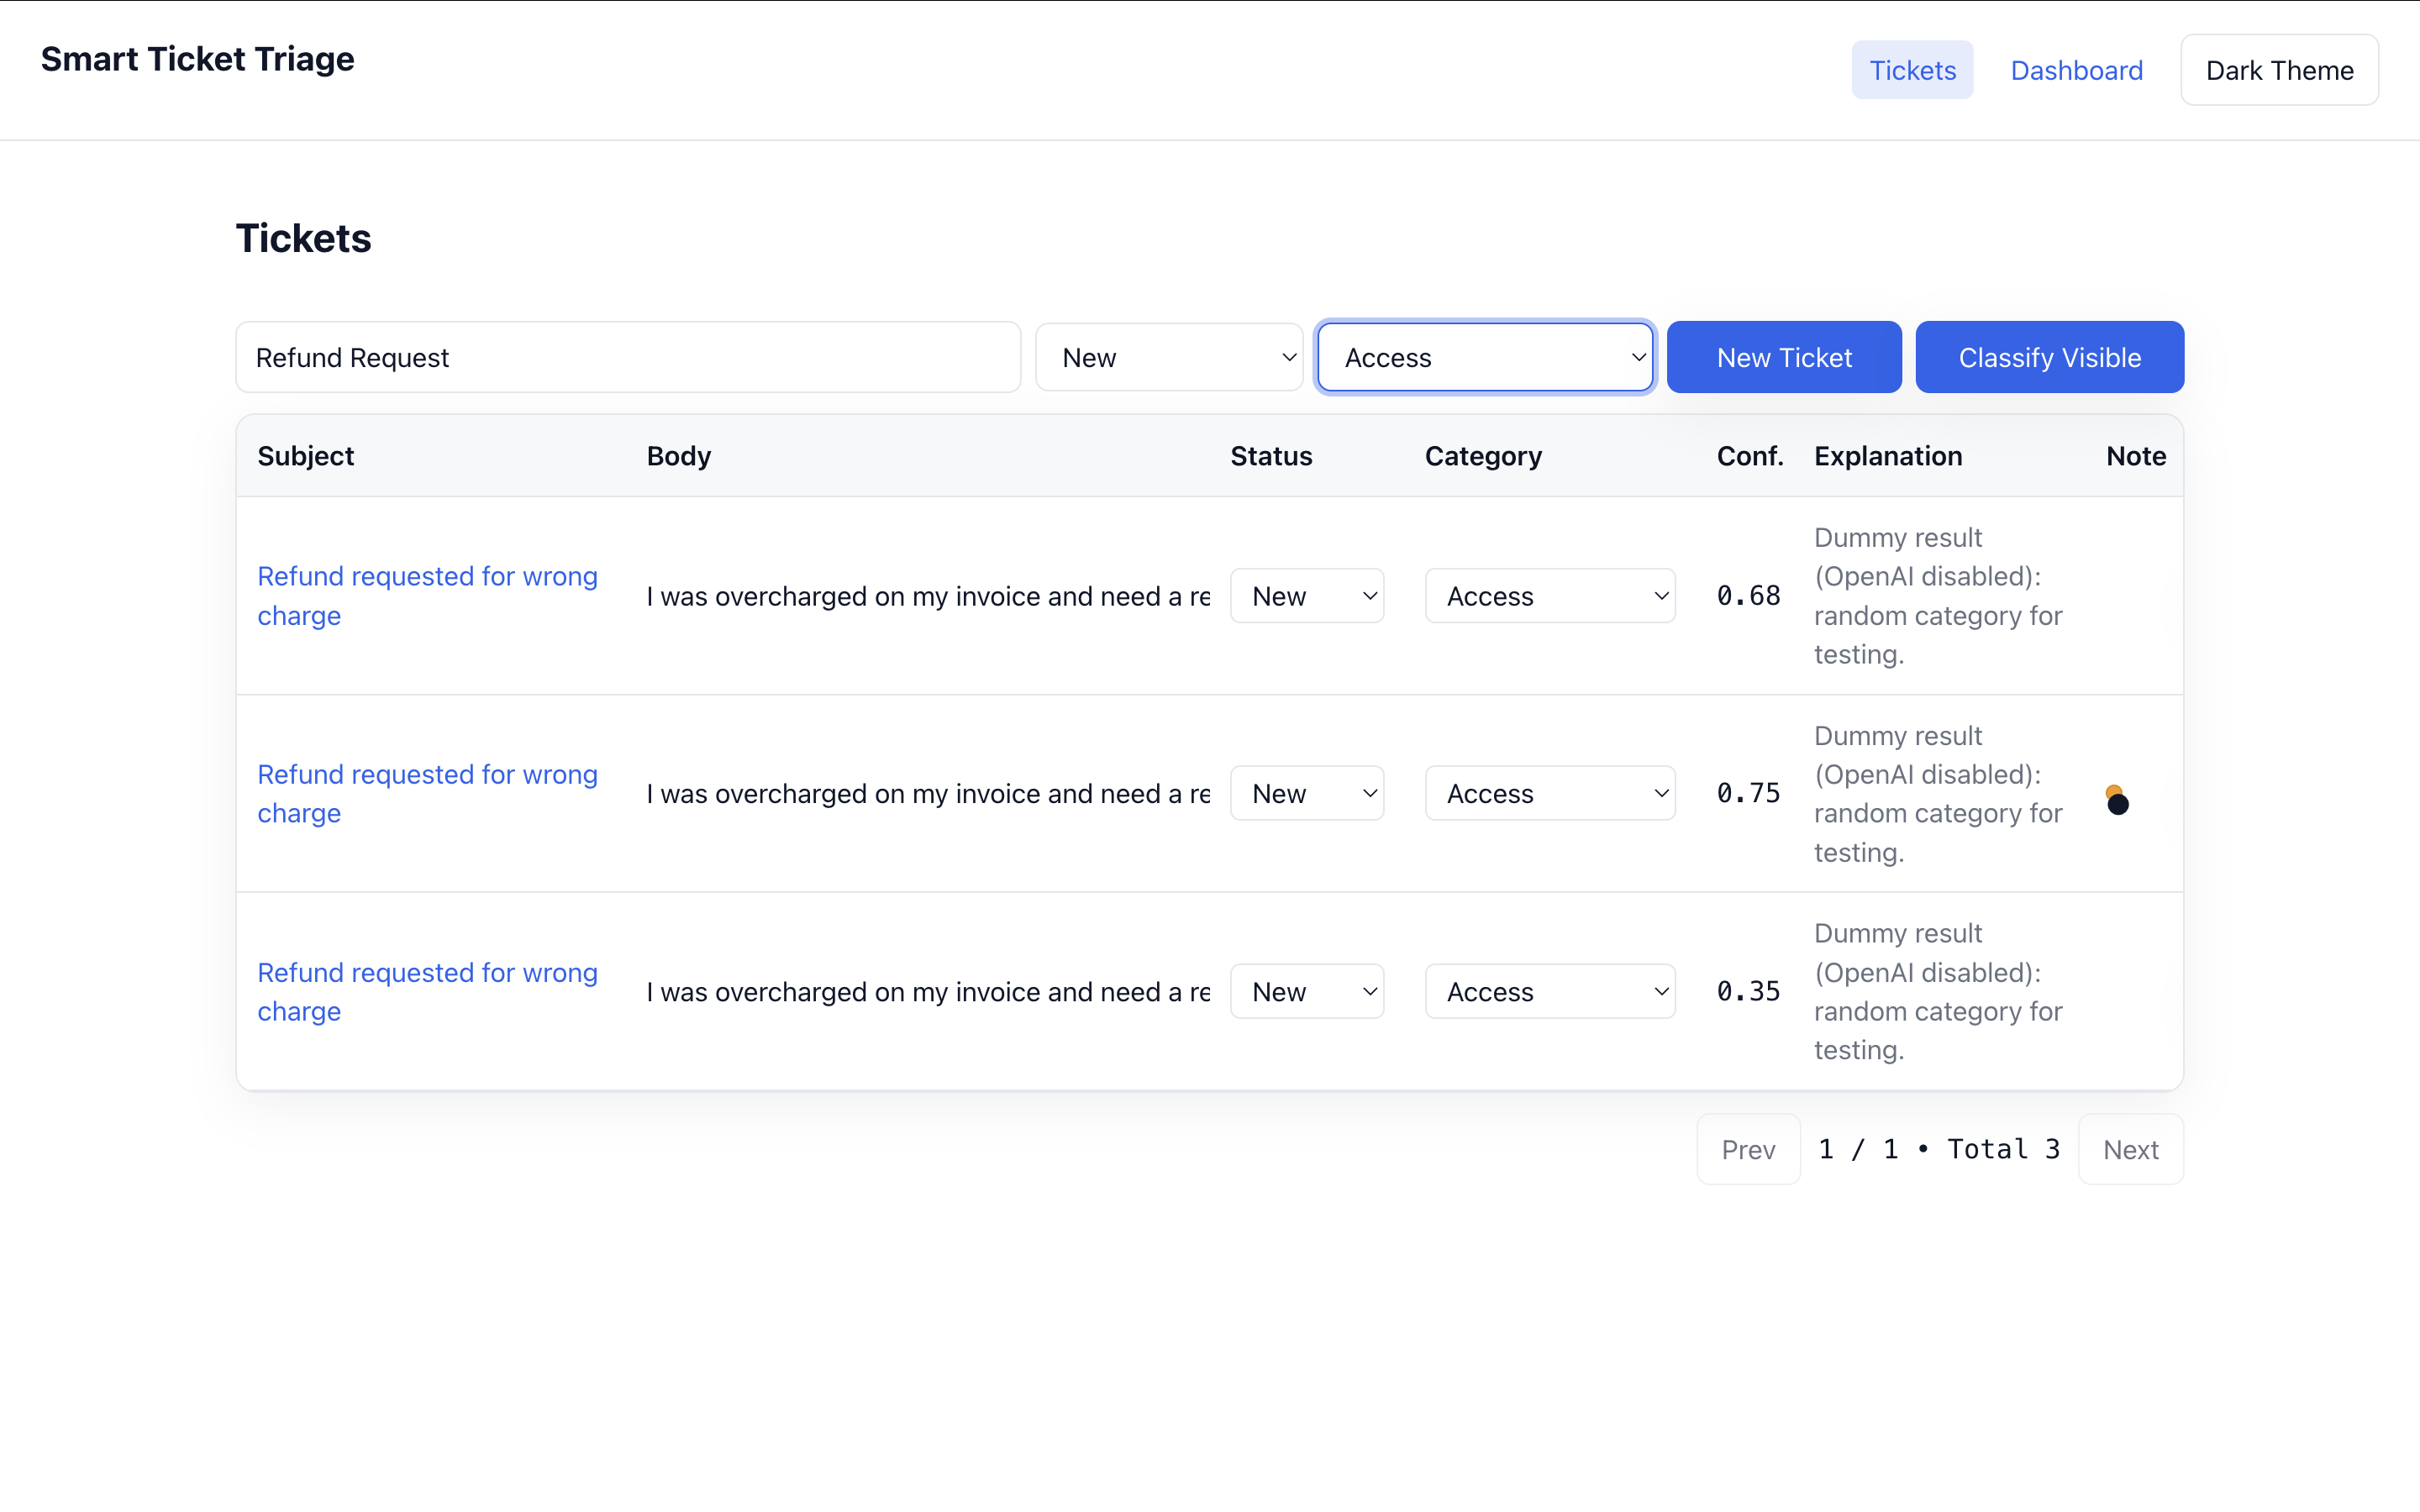 Smart Ticket Triage
Tickets
Dashboard
Dark Theme
Tickets
Refund Request
New
Access
New Ticket
Classify Visible
Subject
Body
Status
Category
Conf.
Explanation
Note
Refund requested for wrong
charge
I was overcharged on my invoice and need a re
New
Access
0.68
Dummy result
(OpenAI disabled):
random category for
testing.
Refund requested for wrong
charge
I was overcharged on my invoice and need a re
New
Access
0.75
Dummy result
(OpenAI disabled):
random category for
testing.
Refund requested for wrong
charge
I was overcharged on my invoice and need a re
New
Access
0.35
Dummy result
(OpenAI disabled):
random category for
testing.
Prev
1 / 1 • Total 3
Next